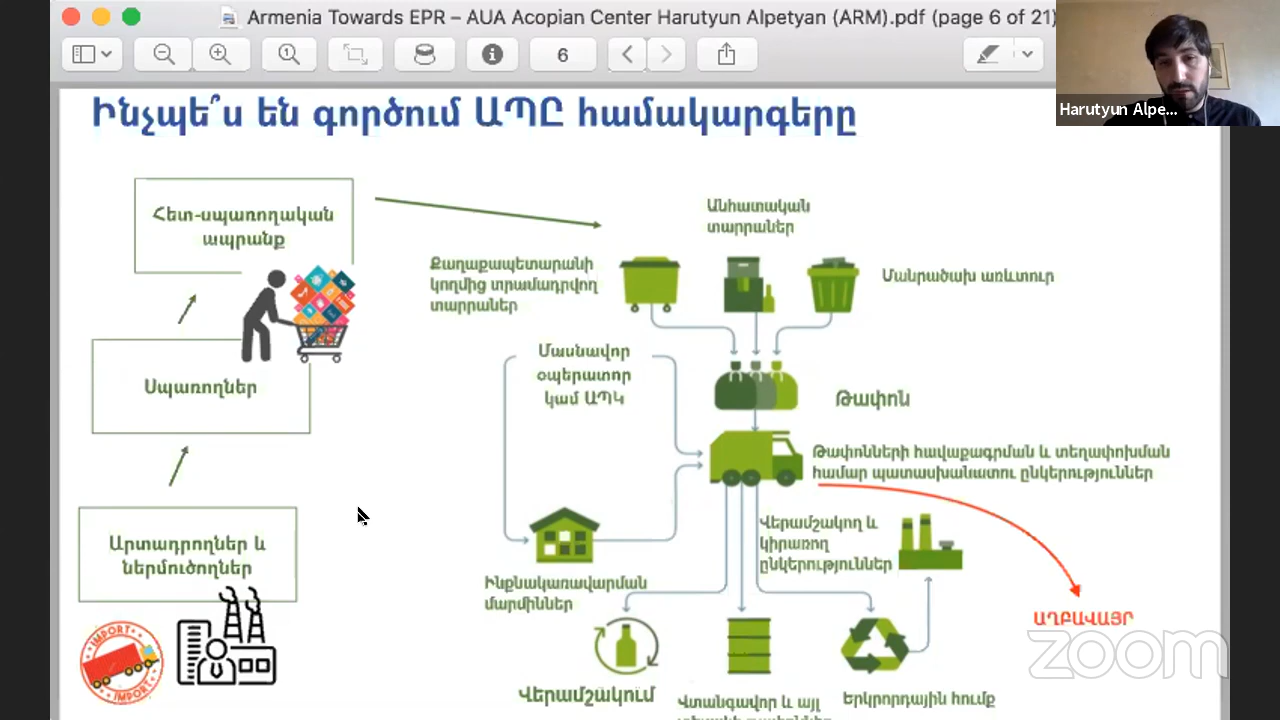 Armenia Towards EPR – AUA Acopian Center Harutyun Alpetyan (ARM).pdf (page 6 of 21)
6
Harutyun Alpe...
Ինչպե՞ս են գործում ԱՊԸ համակարգերը
Հետ-սպառողական
ապրանք
Անհատական
տարրաներ
Քաղաքապետարանի
կողմից տրամադրվող
տարրաներ
Մանրածախ առևտուր
Սպառողներ
Մասնավոր
օպերատոր
կամ ԱՊԿ
Թափոն
Թափոնների հավաքագրման և տեղափոխման
համար պատասխանատու ընկերություններ
Արտադրողներ և
ներմուծողներ
Վերամշակող և
կիրառող
ընկերություններ
Ինքնակառավարման
մարմիններ
ԱՂԲԱՎԱՅՐ
IMPORT
IMPORT
Վերամշակում
Վտանգավոր և այլ
Երկրորդային հումք
zoom